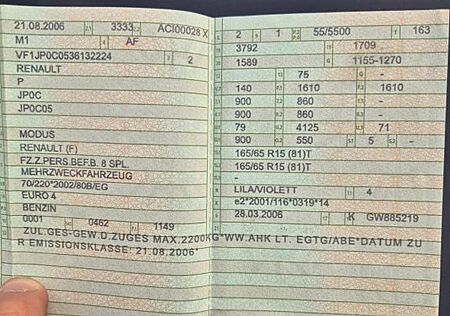 21.08.2006 3333 ACI00028 X
M1 AF
VF1JP0C0536132224 2
RENAULT
P
JP0C
JP0C05
MODUS
RENAULT (F)
FZ.Z.PERS.BEF.B. 8 SPL.
MEHRZWECKFAHRZEUG
70/220*2002/80B/EG
EURO 4
BENZIN
0001 0462 1149
ZUL.GES-GEW.D.ZUGES MAX.2200KG*WW.AHK LT. EGTG/ABE*DATUM ZU
R EMISSIONSKLASSE: 21.08.2006*
2 1 55/5500 163
3792 1709
1589 1155-1270
75 -
140 1610 1610
900 860 -
900 860 -
79 4125 71
900 550 5 -
165/65 R15 (81)T
165/65 R15 (81)T
-
LILA/VIOLETT 4
e2*2001/116*0319*14
28.03.2006 K GW885219